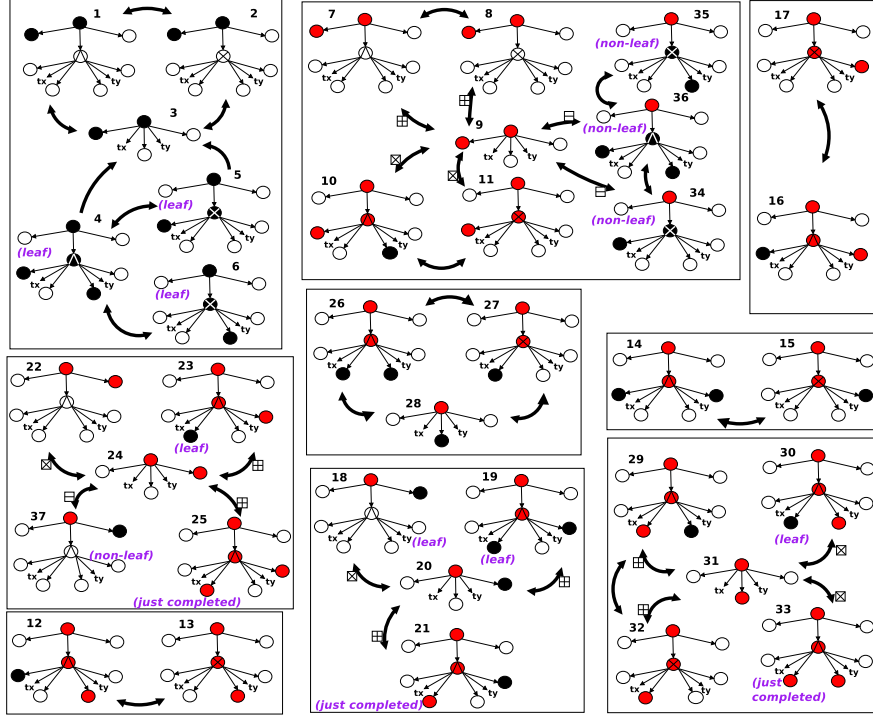 1 2
tx ty tx ty
3
tx ty
4 5
(leaf)
(leaf)
tx ty tx ty
6
(leaf)
tx ty
7 8 35
(non-leaf)
tx ty tx ty tx ty
36
(non-leaf)
9
tx ty tx ty
10 11 34
(non-leaf)
tx ty tx ty tx ty
17
tx ty
16
tx ty
26 27
tx ty tx ty
28
tx ty
14 15
tx ty tx ty
22 23
tx ty tx ty
(leaf)
24
tx ty
37 25
(non-leaf)
tx ty tx ty
(just completed)
12 13
tx ty tx ty
18 19
(leaf)
tx ty tx ty
(leaf)
20
tx ty
21
tx ty
(just completed)
29 30
tx ty tx ty
(leaf)
31
tx ty
32 33
tx ty tx ty
(just
completed)